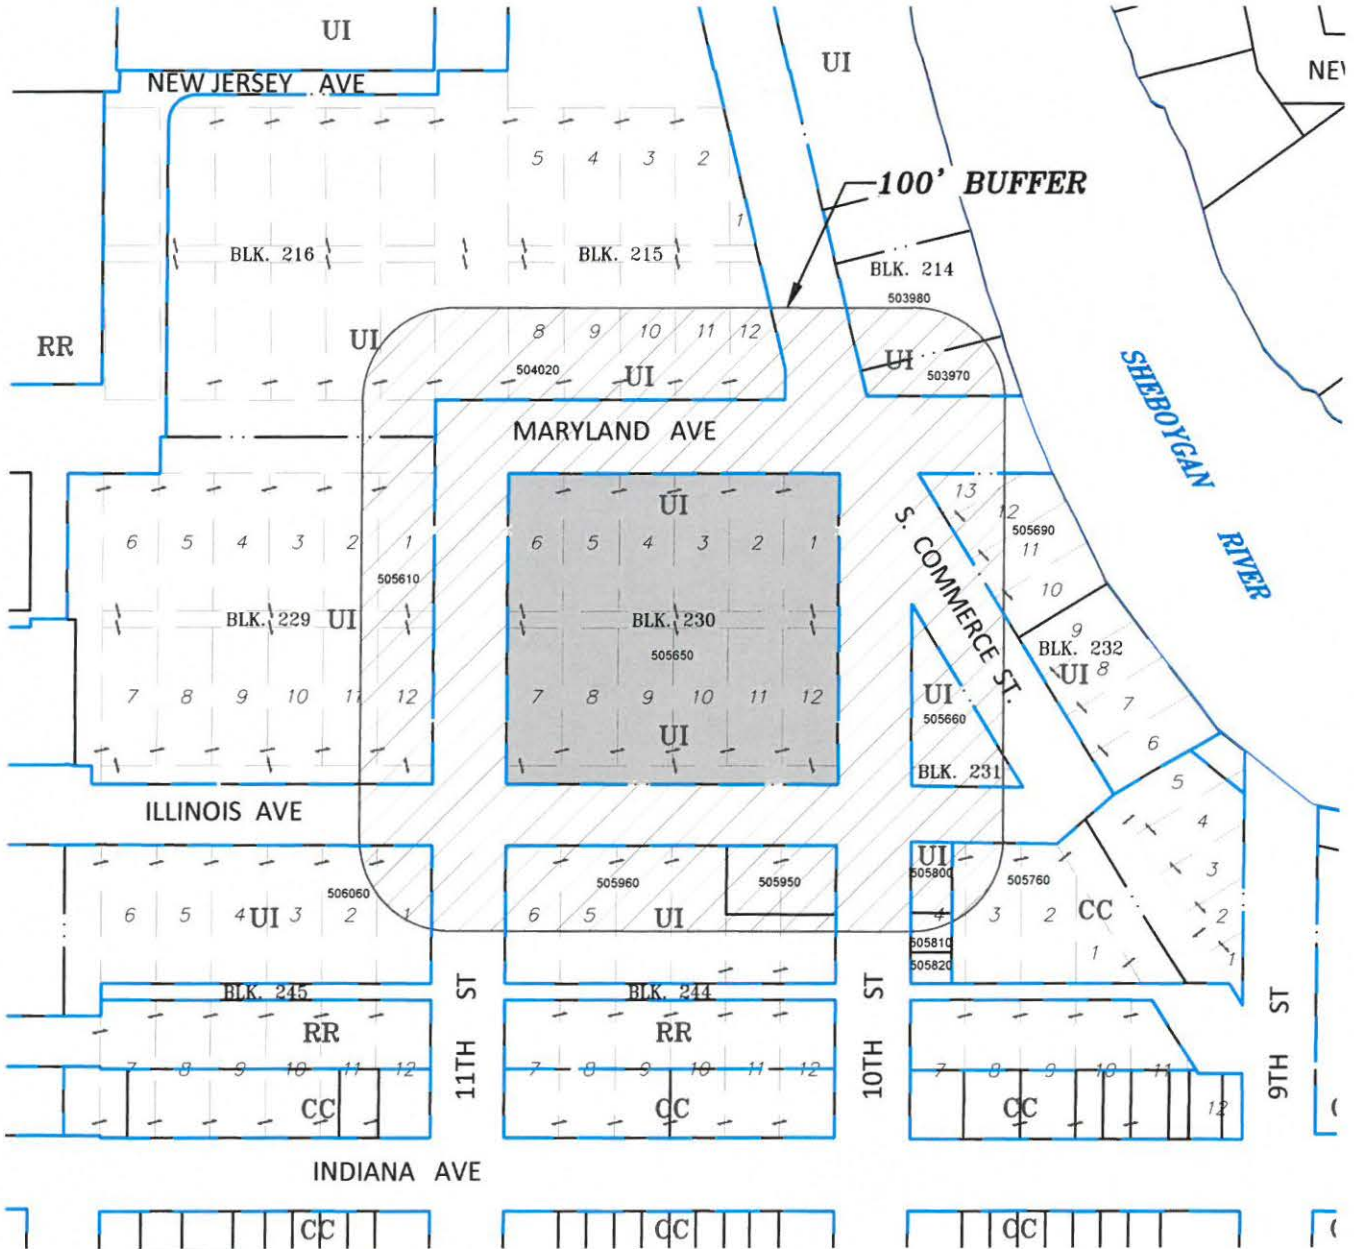 UI
UI
NEW JERSEY AVE
5 4 3 2
100' BUFFER
1
BLK. 216
BLK. 215
BLK. 214
503980
RR
UI
8 9 10 11 12
504020
UI
UI
503970
SHEBOYGAN
RIVER
MARYLAND AVE
UI
13
12
505690
11
10
S. COMMERCE ST.
6 5 4 3 2 1
505610
6 5 4 3 2 1
BLK. 229
UI
BLK. 230
505650
9
BLK. 232
UI
8
7
6
7 8 9 10 11 12
7 8 9 10 11 12
UI
UI
505660
BLK. 231
5
4
3
2
1
ILLINOIS AVE
506060
6 5 4 3 2 1
UI
505960
505950
6 5
UI
UI
505800
505760
4 3 2
CC
1
505810
505820
BLK. 245
BLK. 244
11TH ST
10TH ST
9TH ST
RR
RR
7 8 9 10 11 12
7 8 9 10 11 12
7 8 9 10 11
12
CC
CC
CC
INDIANA AVE
CC
CC
CC